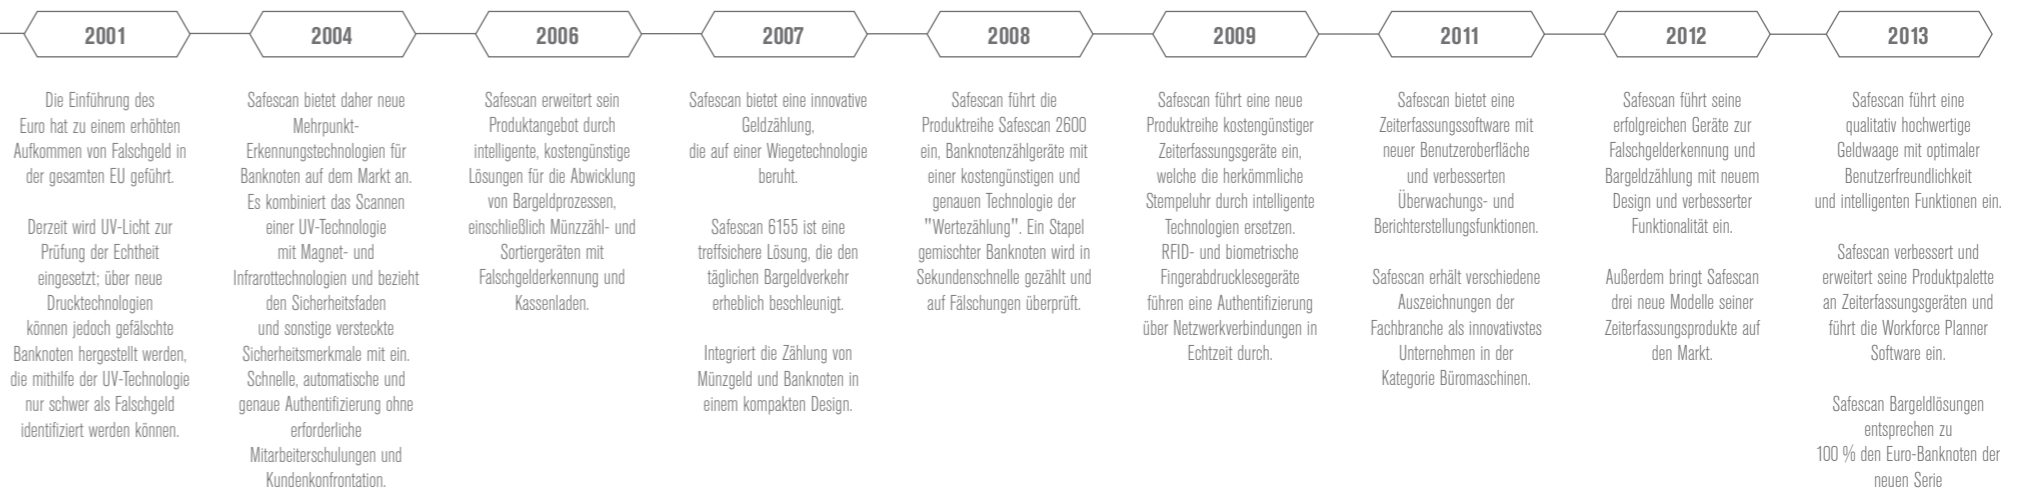 2001
Die Einführung des
Euro hat zu einem erhöhten
Aufkommen von Falschgeld in
der gesamten EU geführt.
Derzeit wird UV-Licht zur
Prüfung der Echtheit
eingesetzt; über neue
Drucktechnologien
können jedoch gefälschte
Banknoten hergestellt werden,
die mithilfe der UV-Technologie
nur schwer als Falschgeld
identifiziert werden können.
2004
Safescan bietet daher neue
Mehrpunkt-
Erkennungstechnologien für
Banknoten auf dem Markt an.
Es kombiniert das Scannen
einer UV-Technologie
mit Magnet- und
Infrarottechnologien und bezieht
den Sicherheitsfaden
und sonstige versteckte
Sicherheitsmerkmale mit ein.
Schnelle, automatische und
genaue Authentifizierung ohne
erforderliche
Mitarbeiterschulungen und
Kundenkonfrontation.
2006
Safescan erweitert sein
Produktangebot durch
intelligente, kostengünstige
Lösungen für die Abwicklung
von Bargeldprozessen,
einschließlich Münzzähl- und
Sortiergeräten mit
Falschgelderkennung und
Kassenladen.
2007
Safescan bietet eine innovative
Geldzählung,
die auf einer Wiegetechnologie
beruht.
Safescan 6155 ist eine
treffsichere Lösung, die den
täglichen Bargeldverkehr
erheblich beschleunigt.
Integriert die Zählung von
Münzgeld und Banknoten in
einem kompakten Design.
2008
Safescan führt die
Produktreihe Safescan 2600
ein, Banknotenzählgeräte mit
einer kostengünstigen und
genauen Technologie der
"Wertezählung". Ein Stapel
gemischter Banknoten wird in
Sekundenschnelle gezählt und
auf Fälschungen überprüft.
2009
Safescan führt eine neue
Produktreihe kostengünstiger
Zeiterfassungsgeräte ein,
welche die herkömmliche
Stempeluhr durch intelligente
Technologien ersetzen.
RFID- und biometrische
Fingerabdrucklesegeräte
führen eine Authentifizierung
über Netzwerkverbindungen in
Echtzeit durch.
2011
Safescan bietet eine
Zeiterfassungssoftware mit
neuer Benutzeroberfläche
und verbesserten
Überwachungs- und
Berichterstellungsfunktionen.
Safescan erhält verschiedene
Auszeichnungen der
Fachbranche als innovativstes
Unternehmen in der
Kategorie Büromaschinen.
2012
Safescan führt seine
erfolgreichen Geräte zur
Falschgelderkennung und
Bargeldzählung mit neuem
Design und verbesserter
Funktionalität ein.
Außerdem bringt Safescan
drei neue Modelle seiner
Zeiterfassungsprodukte auf
den Markt.
2013
Safescan führt eine
qualitativ hochwertige
Geldwaage mit optimaler
Benutzerfreundlichkeit
und intelligenten Funktionen ein.
Safescan verbessert und
erweitert seine Produktpalette
an Zeiterfassungsgeräten und
führt die Workforce Planner
Software ein.
Safescan Bargeldlösungen
entsprechen zu
100 % den Euro-Banknoten der
neuen Serie